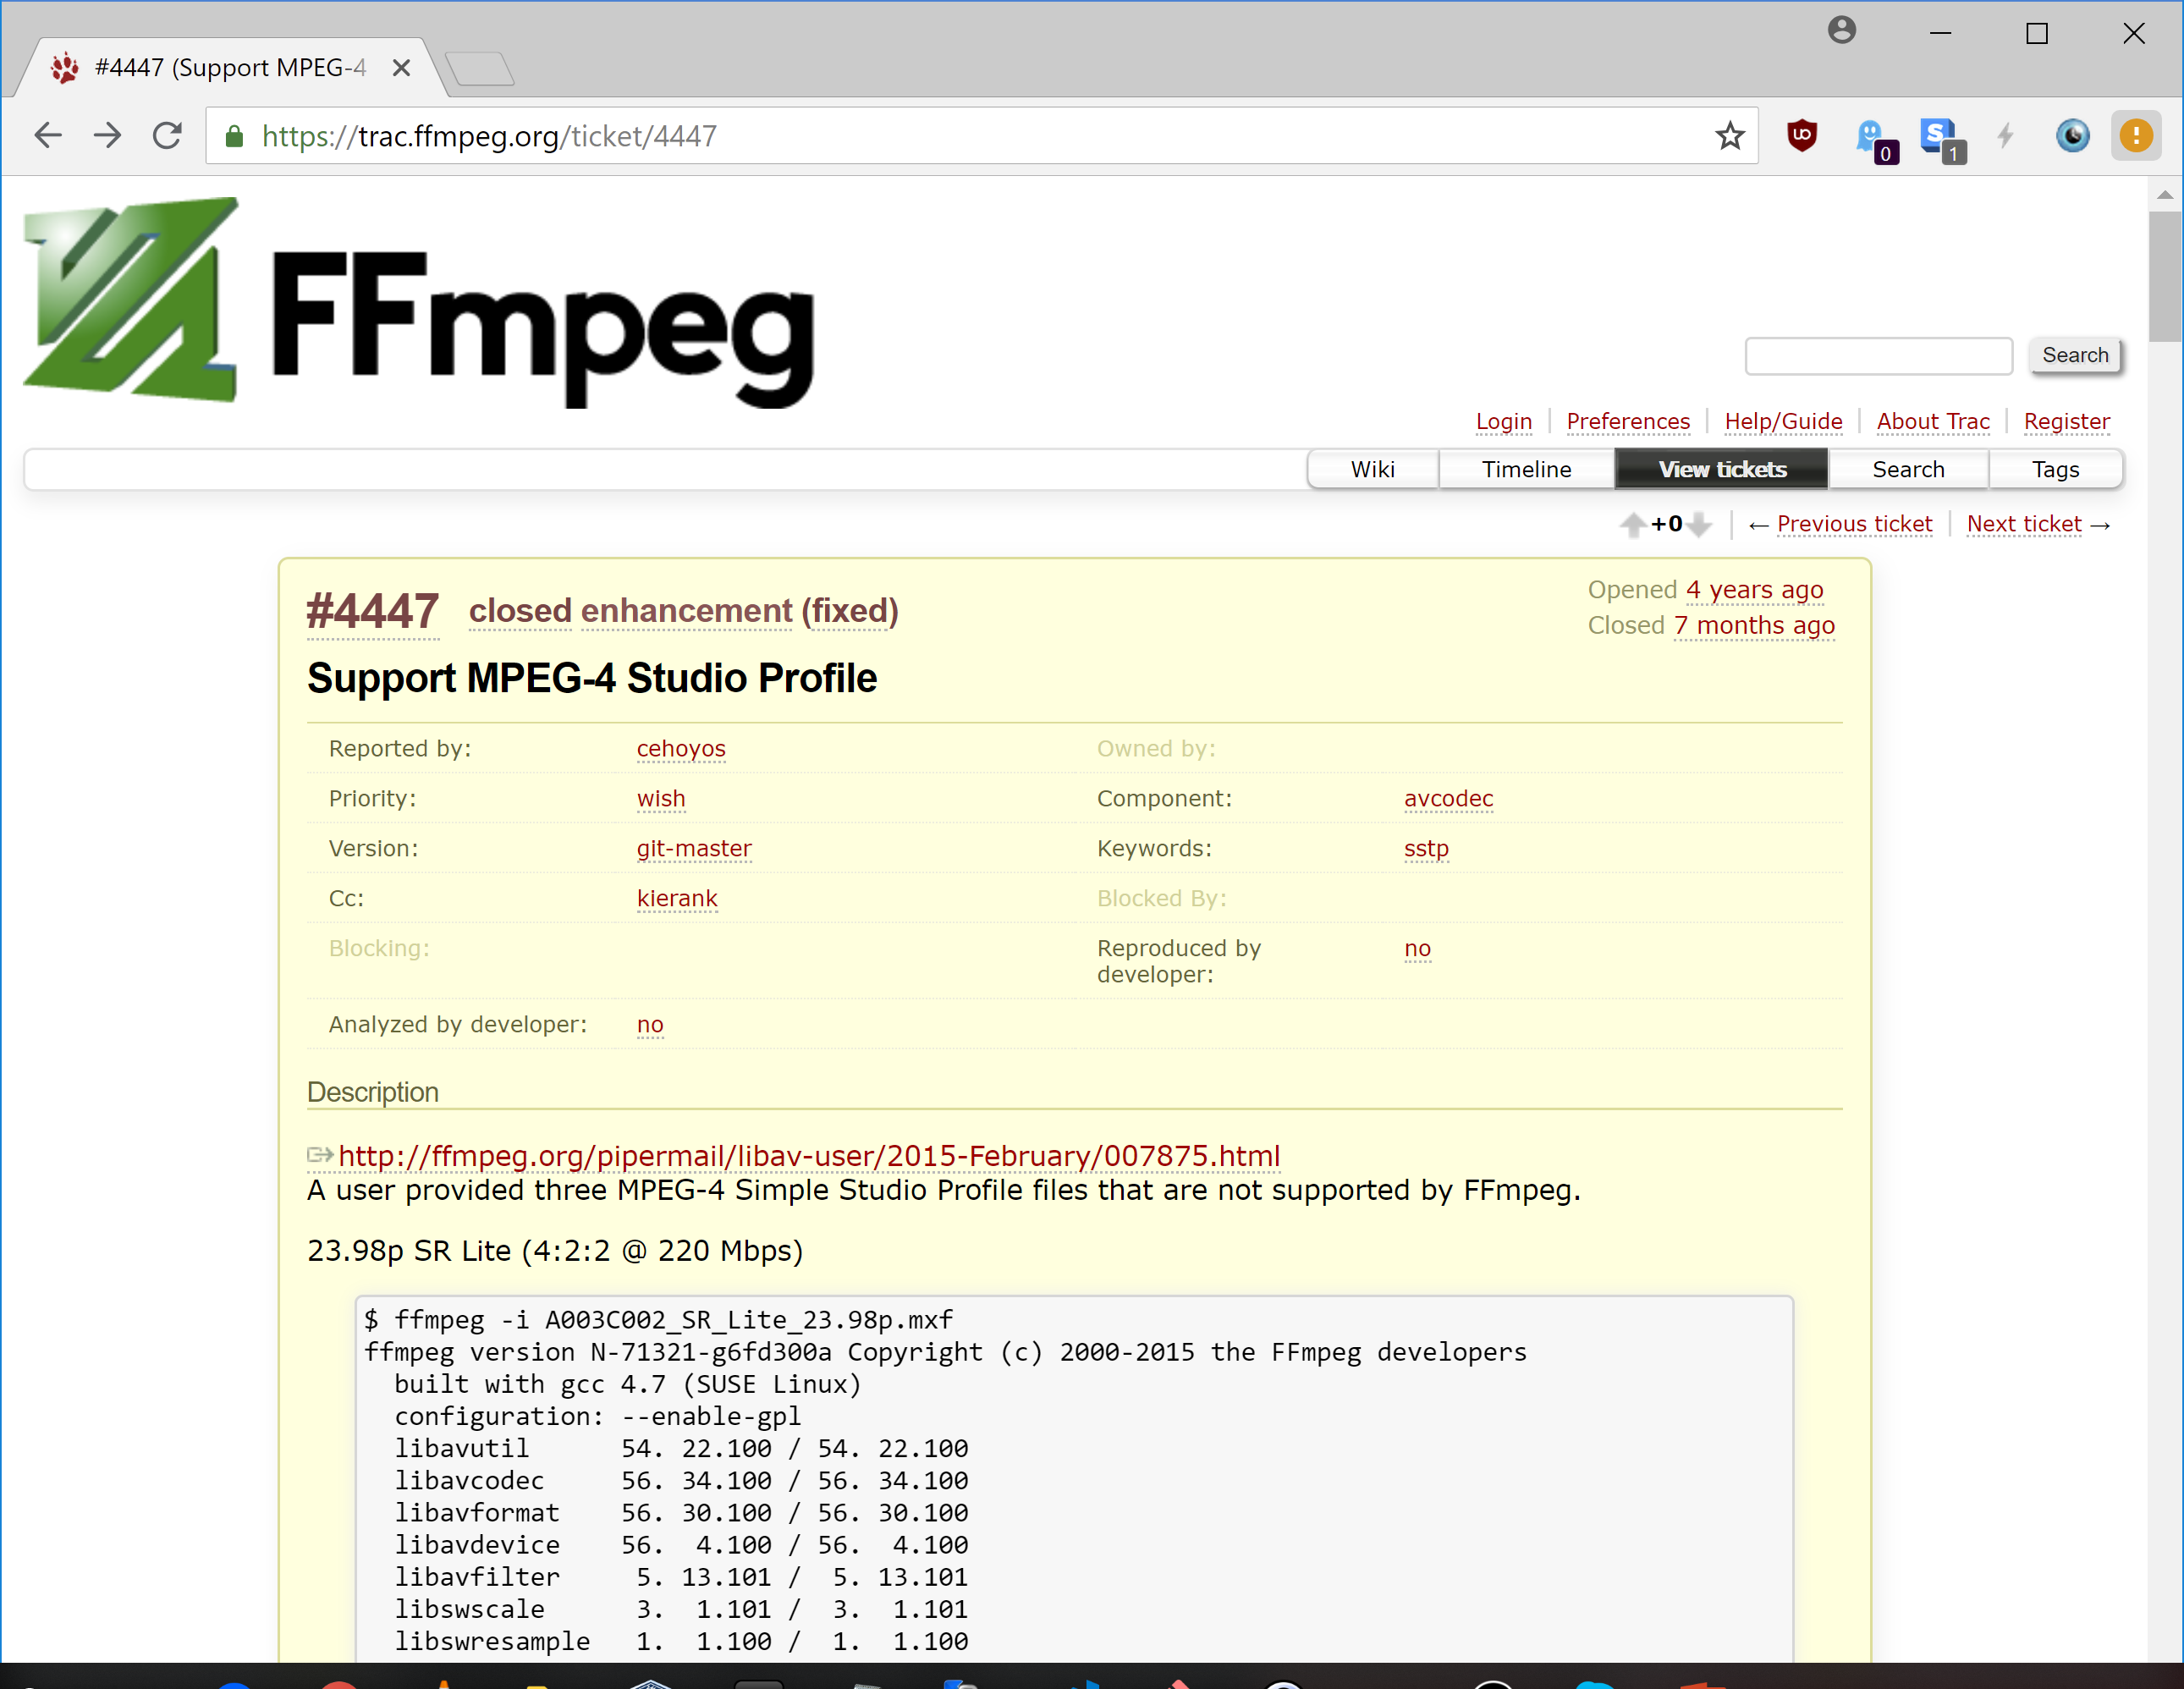 #4447 (Support MPEG-4
https://trac.ffmpeg.org/ticket/4447
0
1
FFmpeg
Search
Login Preferences Help/Guide About Trac Register
Wiki Timeline View tickets Search Tags
+0 ← Previous ticket Next ticket →
#4447 closed enhancement (fixed)
Opened 4 years ago
Closed 7 months ago
Support MPEG-4 Studio Profile
Reported by: cehoyos Owned by:
Priority: wish Component: avcodec
Version: git-master Keywords: sstp
Cc: kierank Blocked By:
Blocking: Reproduced by developer: no
Analyzed by developer: no
Description
http://ffmpeg.org/pipermail/libav-user/2015-February/007875.html
A user provided three MPEG-4 Simple Studio Profile files that are not supported by FFmpeg.
23.98p SR Lite (4:2:2 @ 220 Mbps)
$ ffmpeg -i A003C002_SR_Lite_23.98p.mxf
ffmpeg version N-71321-g6fd300a Copyright (c) 2000-2015 the FFmpeg developers
built with gcc 4.7 (SUSE Linux)
configuration: --enable-gpl
libavutil 54. 22.100 / 54. 22.100
libavcodec 56. 34.100 / 56. 34.100
libavformat 56. 30.100 / 56. 30.100
libavdevice 56. 4.100 / 56. 4.100
libavfilter 5. 13.101 / 5. 13.101
libswscale 3. 1.101 / 3. 1.101
libswresample 1. 1.100 / 1. 1.100